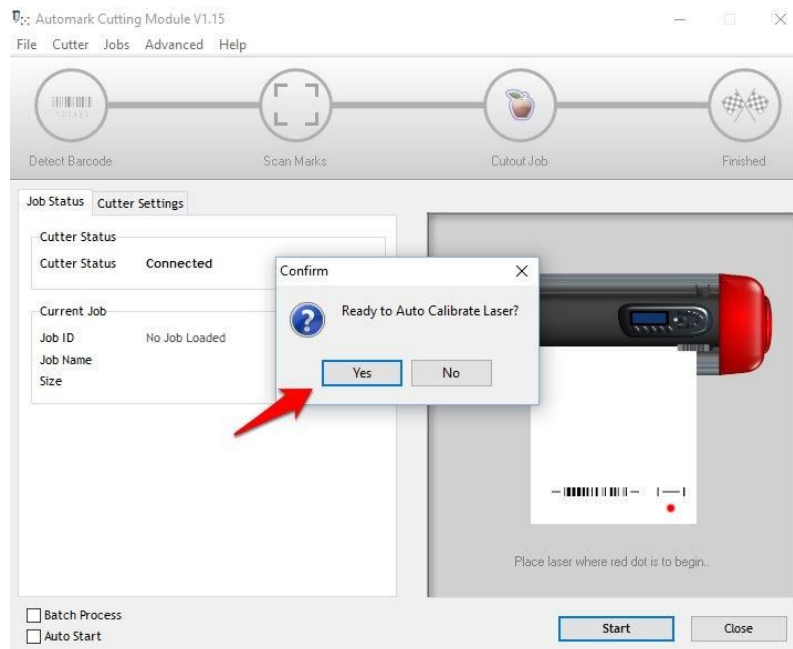 Automark Cutting Module V1.15
File Cutter Jobs Advanced Help
Detect Barcode
Scan Marks
Cutout Job
Finished
Job Status
Cutter Settings
Cutter Status
Cutter Status Connected
Current Job
Job ID No Job Loaded
Job Name
Size
Confirm
Ready to Auto Calibrate Laser?
Yes
No
Place laser where red dot is to begin..
Batch Process
Auto Start
Start
Close